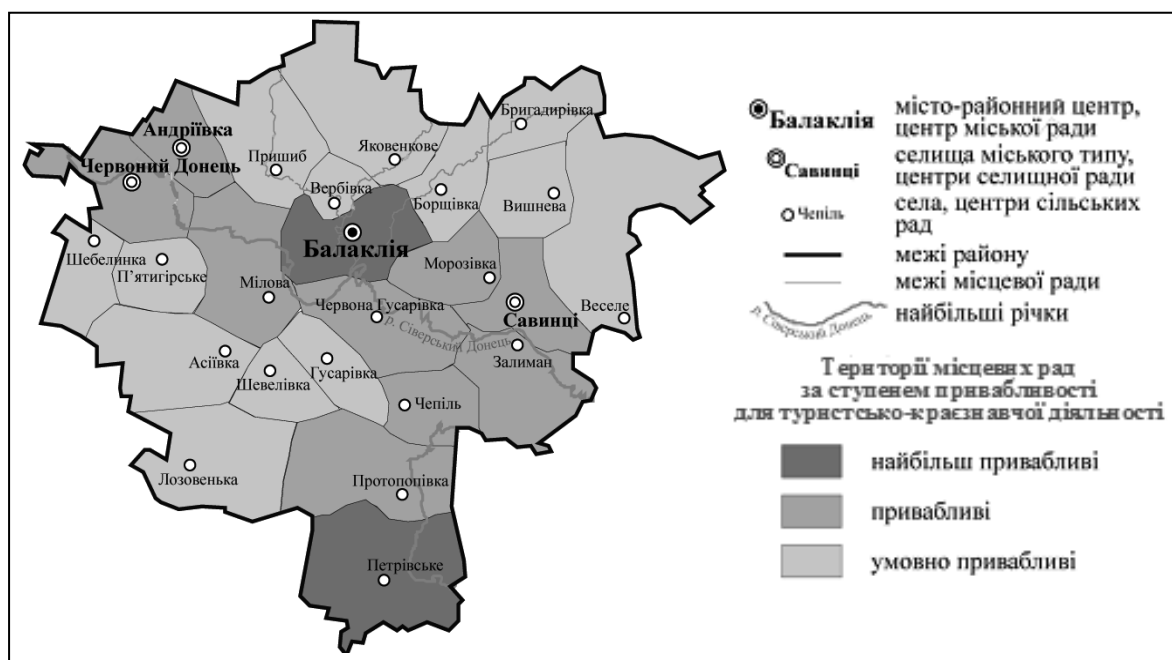 Бригадирівка
Андріївка
Яковенкове
Пришиб
Червоний Донець
Вербівка
Борщівка
Вишнева
Балаклія
Шебелинка
П’ятигірське
Морозівка
Мілова
Червона Гусарівка
Савинці
Веселе
р. Сіверський Донець
Залиман
Асіївка
Гусарівка
Шевелівка
Чепіль
Лозовенька
Протопопівка
Петрівське
Балаклія
місто-районний центр,
центр міської ради
Савинці
селища міського типу,
центри селищної ради
Чепіль
села, центри сільських
рад
межі району
межі місцевої ради
р. Сіверський Донець
найбільші річки
Території місцевих рад
за ступенем привабливості
для туристсько-краєзнавчої діяльності
найбільш привабливі
привабливі
умовно привабливі